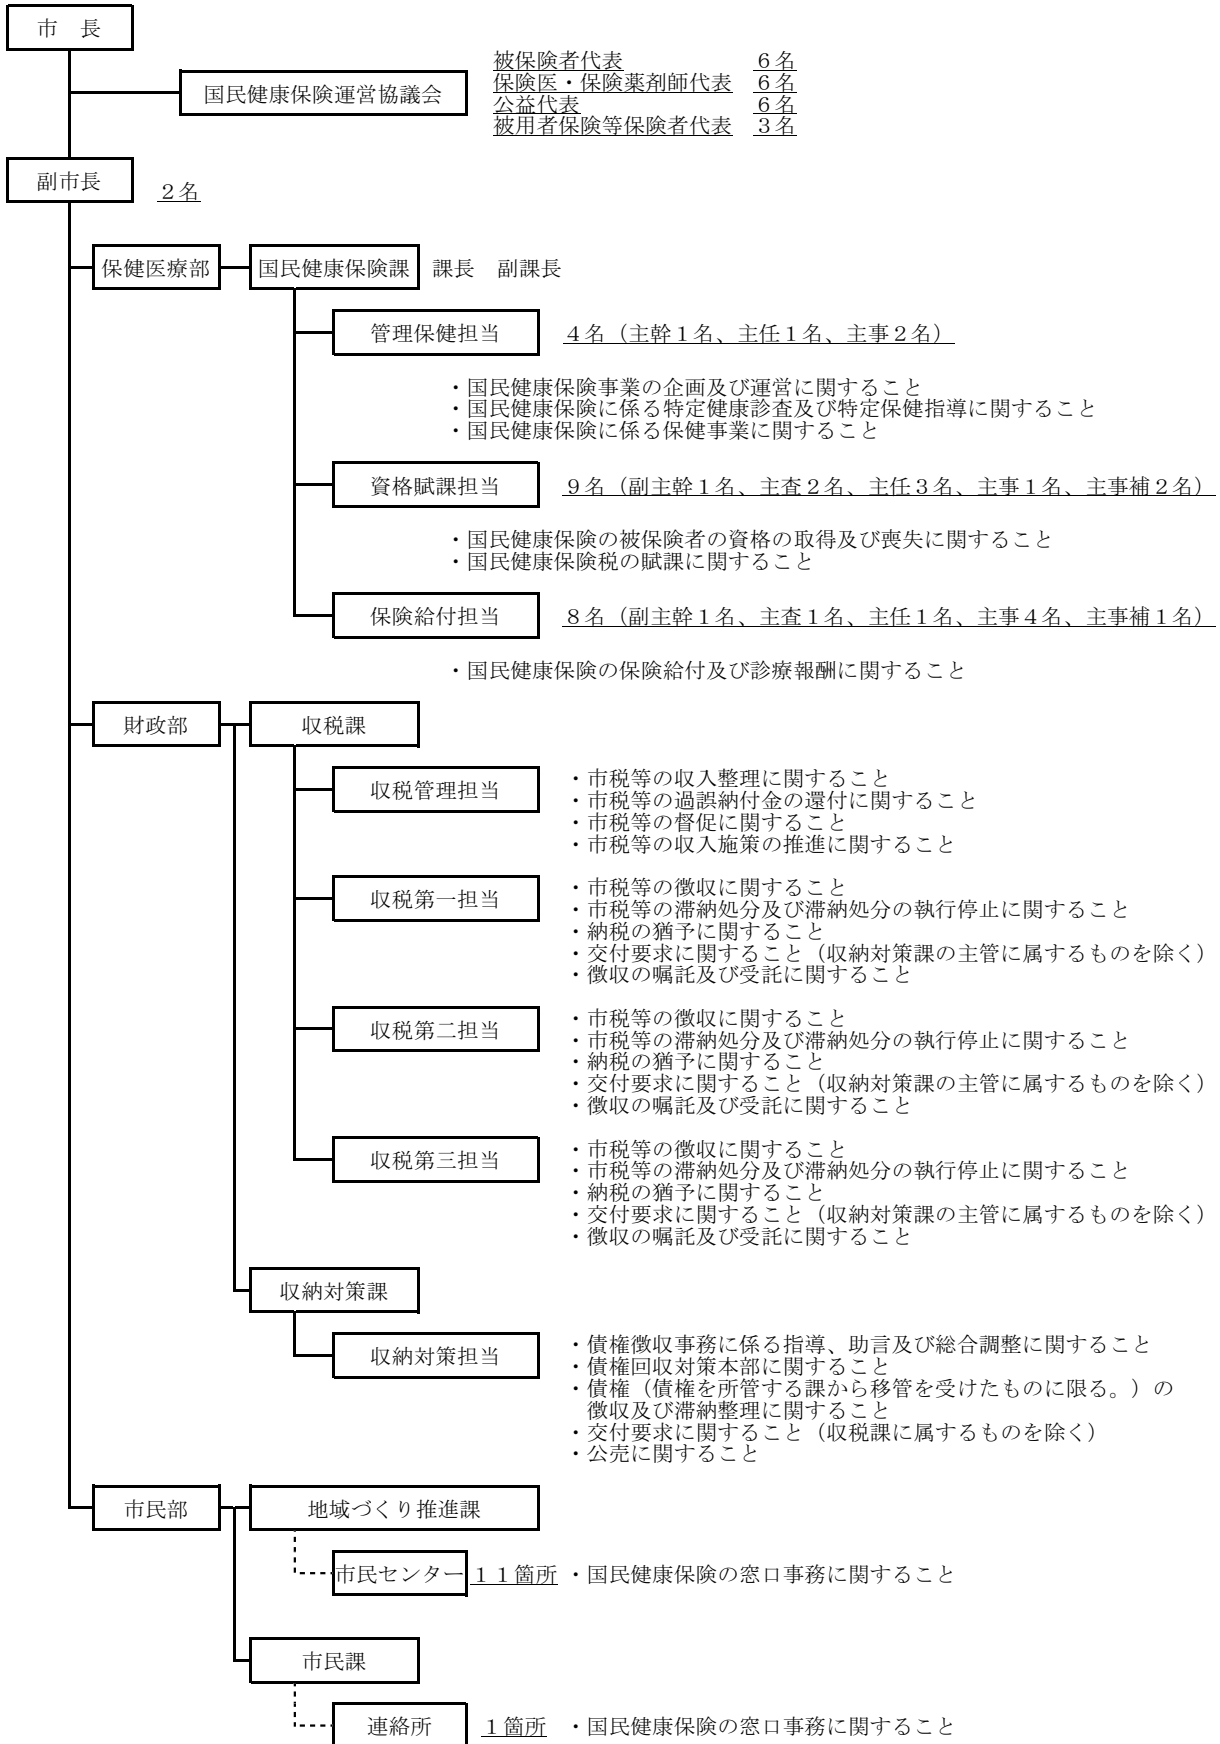 市　長
国民健康保険運営協議会
被保険者代表　６名
保険医・保険薬剤師代表　６名
公益代表　６名
被用者保険等保険者代表　３名
副市長　２名
保健医療部　国民健康保険課　課長　副課長
管理保健担当　４名（主幹１名、主任１名、主事２名）
・国民健康保険事業の企画及び運営に関すること
・国民健康保険に係る特定健康診査及び特定保健指導に関すること
・国民健康保険に係る保健事業に関すること
資格賦課担当　９名（副主幹１名、主査２名、主任３名、主事１名、主事補２名）
・国民健康保険の被保険者の資格の取得及び喪失に関すること
・国民健康保険税の賦課に関すること
保険給付担当　８名（副主幹１名、主査１名、主任１名、主事４名、主事補１名）
・国民健康保険の保険給付及び診療報酬に関すること
財政部　収税課
収税管理担当
・市税等の収入整理に関すること
・市税等の過誤納付金の還付に関すること
・市税等の督促に関すること
・市税等の収入施策の推進に関すること
収税第一担当
・市税等の徴収に関すること
・市税等の滞納処分及び滞納処分の執行停止に関すること
・納税の猶予に関すること
・交付要求に関すること（収納対策課の主管に属するものを除く）
・徴収の嘱託及び受託に関すること
収税第二担当
・市税等の徴収に関すること
・市税等の滞納処分及び滞納処分の執行停止に関すること
・納税の猶予に関すること
・交付要求に関すること（収納対策課の主管に属するものを除く）
・徴収の嘱託及び受託に関すること
収税第三担当
・市税等の徴収に関すること
・市税等の滞納処分及び滞納処分の執行停止に関すること
・納税の猶予に関すること
・交付要求に関すること（収納対策課の主管に属するものを除く）
・徴収の嘱託及び受託に関すること
収納対策課
収納対策担当
・債権徴収事務に係る指導、助言及び総合調整に関すること
・債権回収対策本部に関すること
・債権（債権を所管する課から移管を受けたものに限る。）の
徴収及び滞納整理に関すること
・交付要求に関すること（収税課に属するものを除く）
・公売に関すること
市民部　地域づくり推進課
市民センター　１１箇所　・国民健康保険の窓口事務に関すること
市民課
連絡所　１箇所　・国民健康保険の窓口事務に関すること